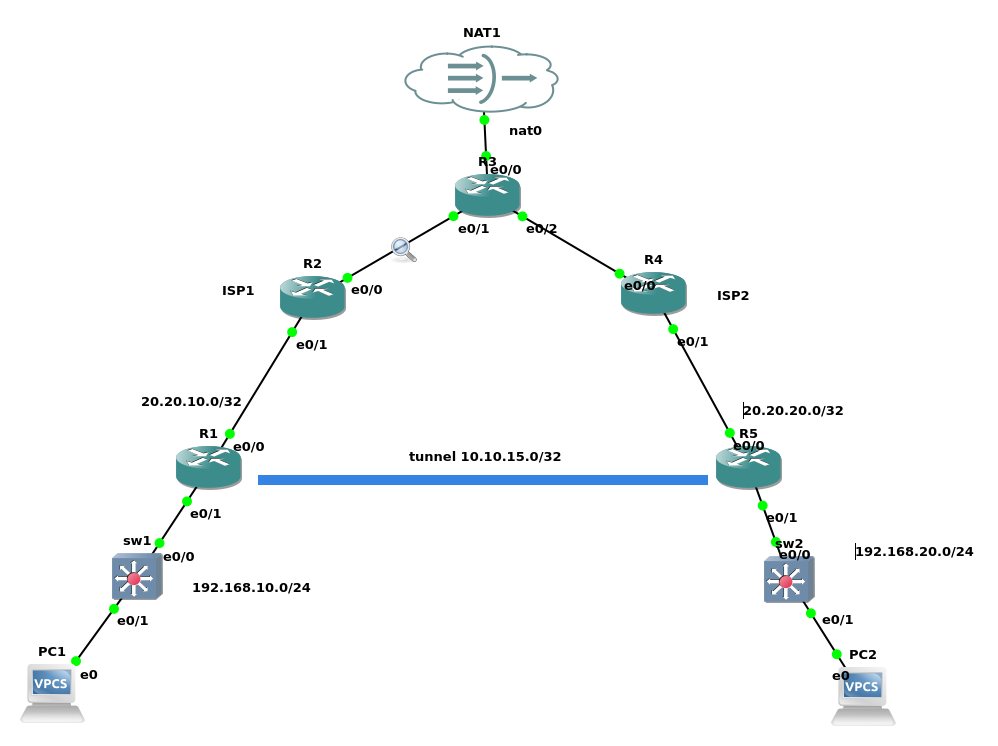 NAT1
nat0
R3
e0/0
e0/1
e0/2
R2
ISP1
e0/0
e0/1
R4
e0/0
ISP2
e0/1
20.20.10.0/32
20.20.20.0/32
R1
e0/0
R5
e0/0
tunnel 10.10.15.0/32
e0/1
e0/1
sw1
e0/0
sw2
e0/0
192.168.20.0/24
192.168.10.0/24
e0/1
e0/1
PC1
e0
VPCS
PC2
e0
VPCS